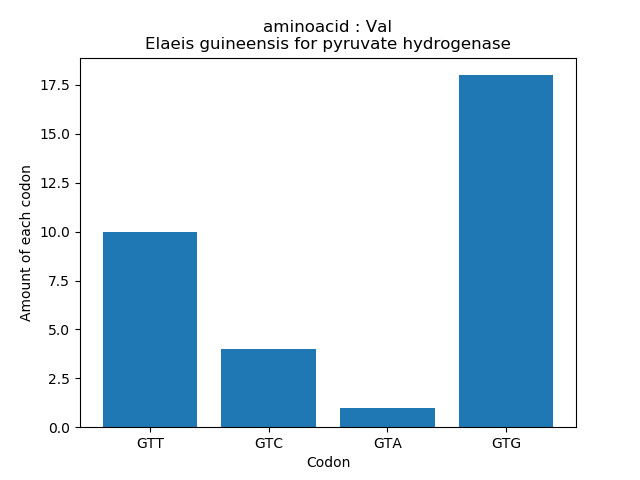 aminoacid : Val
Elaeis guineensis for pyruvate hydrogenase
17.5
15.0
12.5
10.0
7.5
5.0
2.5
0.0
Amount of each codon
GTT GTC GTA GTG
Codon